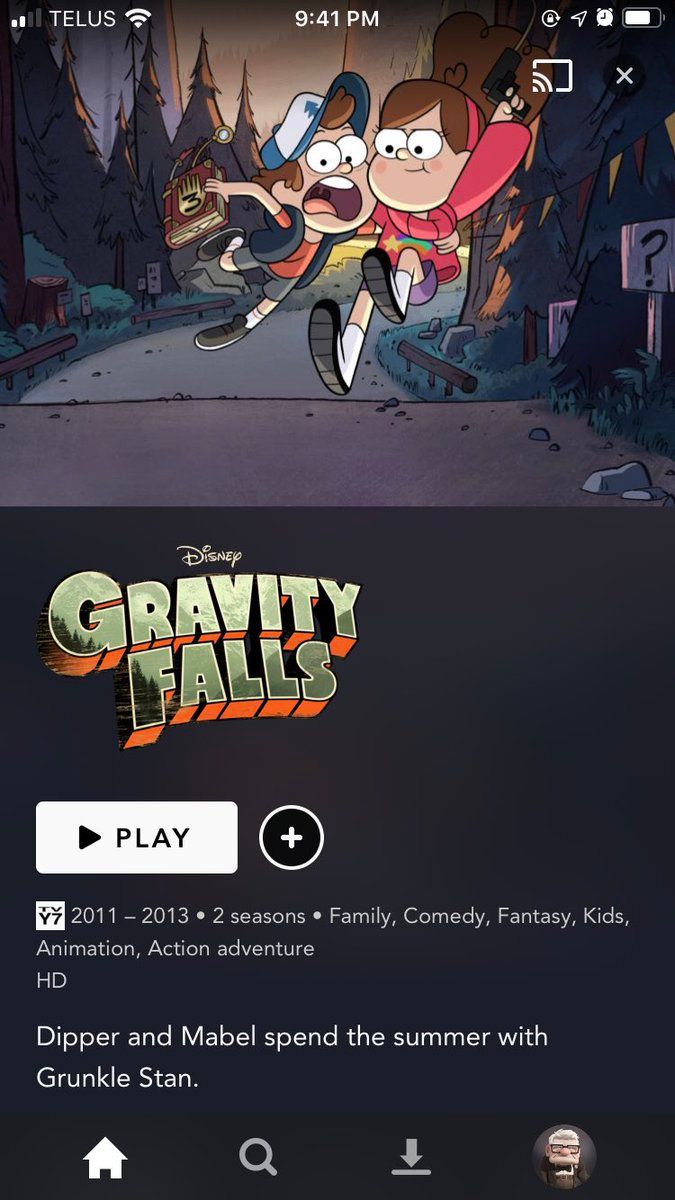 TELUS 9:41 PM
3
?
DISNEY
GRAVITY
FALLS
PLAY
TV Y7 2011 – 2013 • 2 seasons • Family, Comedy, Fantasy, Kids,
Animation, Action adventure
HD
Dipper and Mabel spend the summer with
Grunkle Stan.